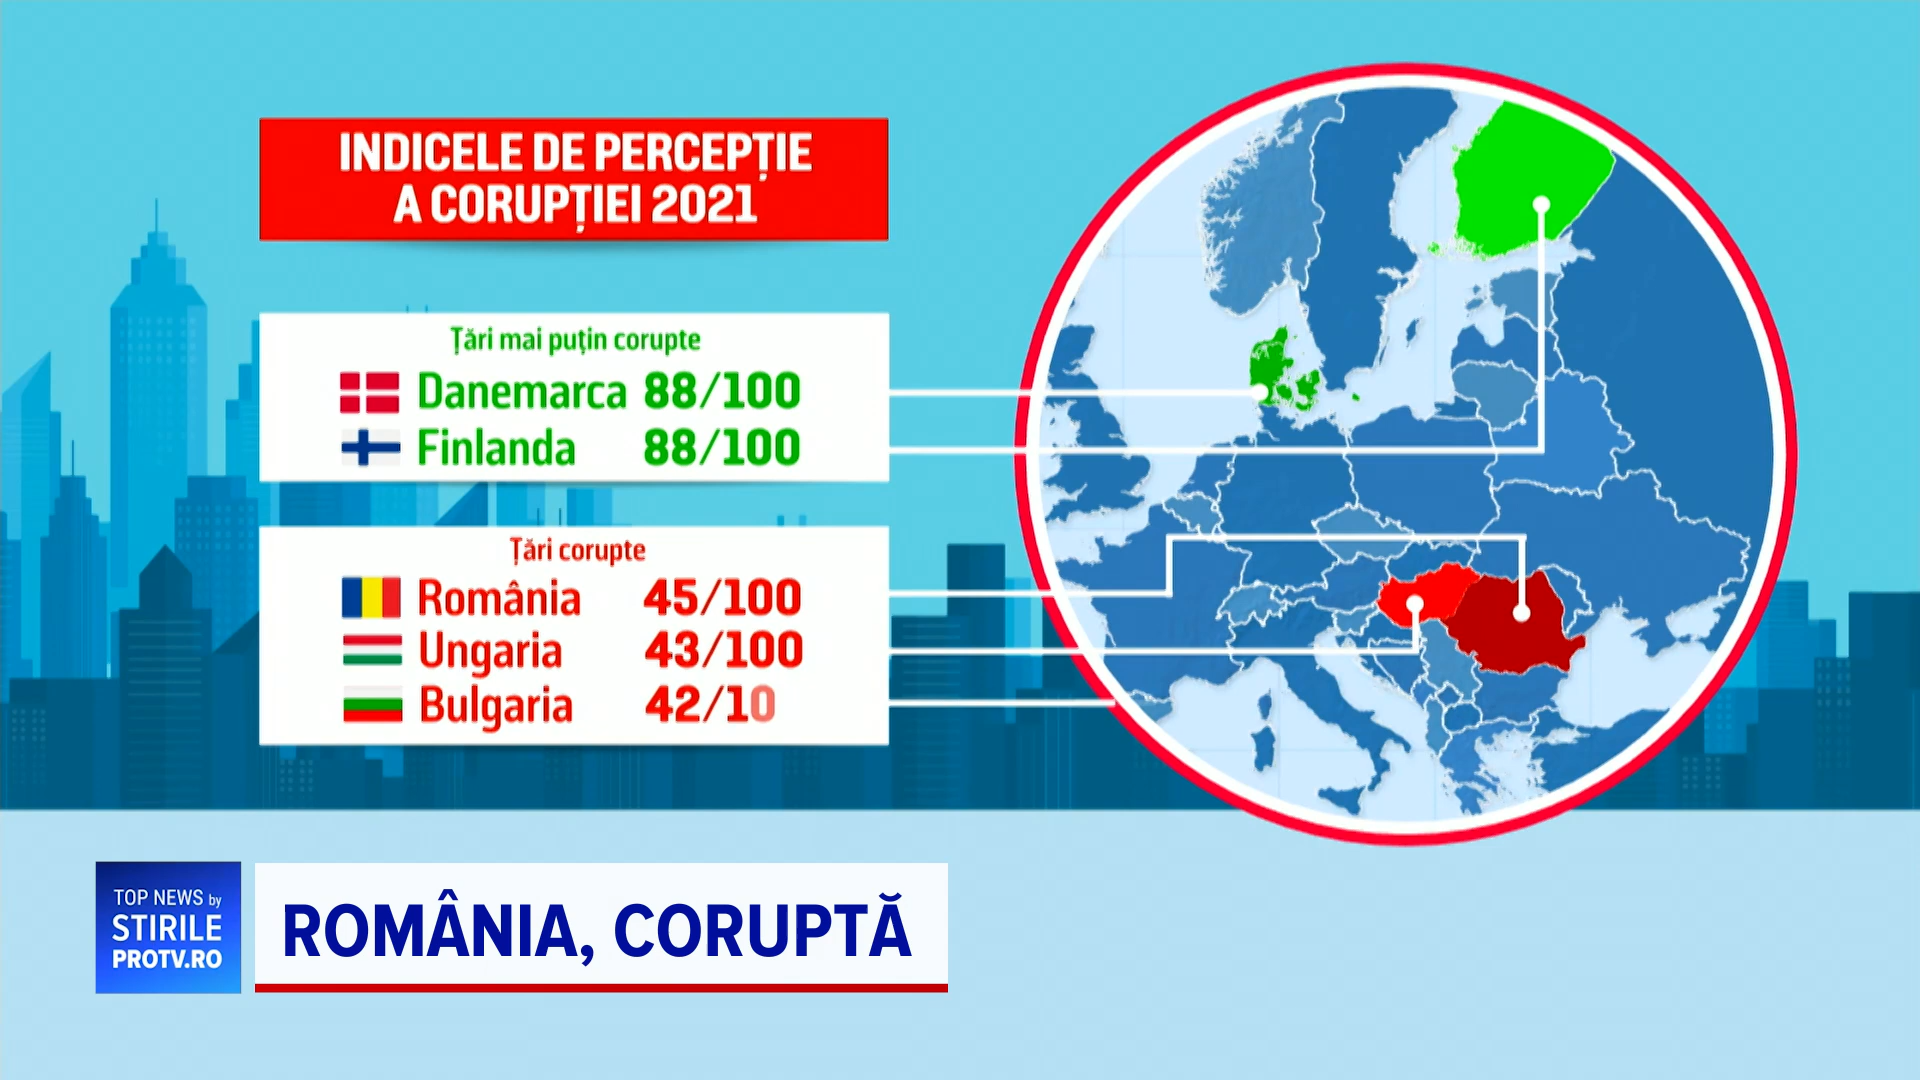 INDICELE DE PERCEPȚIE
A CORUPȚIEI 2021
Țări mai puțin corupte
Danemarca 88/100
Finlanda 88/100
Țări corupte
România 45/100
Ungaria 43/100
Bulgaria 42/10
TOP NEWS by
STIRILE
PROTV.RO
ROMÂNIA, CORUPTĂ